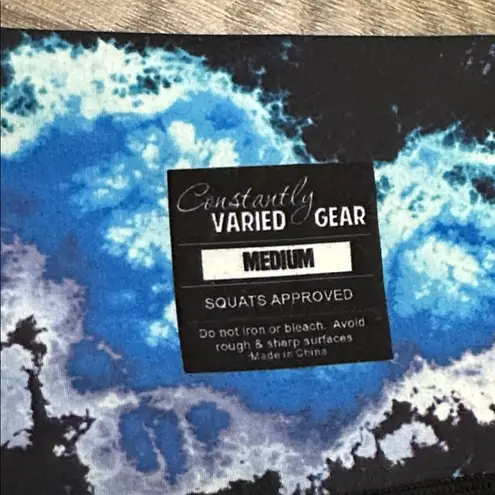 Constantly
VARIED GEAR
MEDIUM
SQUATS APPROVED
Do not iron or bleach. Avoid
rough & sharp surfaces
Made in China